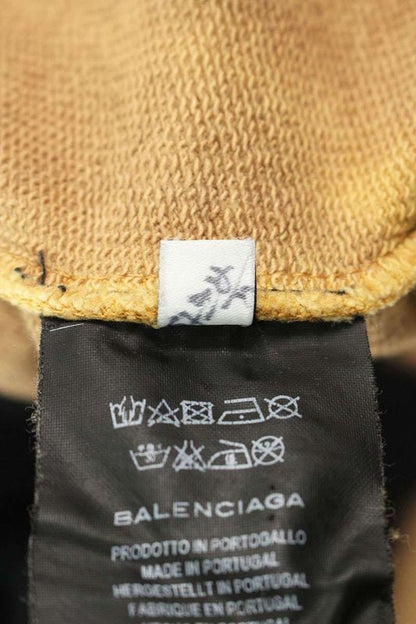 BALENCIAGA
PRODOTTO IN PORTOGALLO
MADE IN PORTUGAL
HERGESTELLT IN PORTUGAL
FABRIQUE EN PORTUGAL